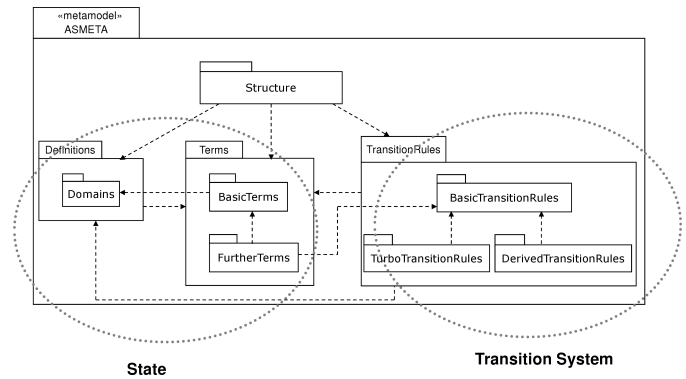 «metamodel»
ASMETA
Structure
Definitions
Terms
TransitionRules
Domains
BasicTerms
BasicTransitionRules
FurtherTerms
TurboTransitionRules
DerivedTransitionRules
State
Transition System